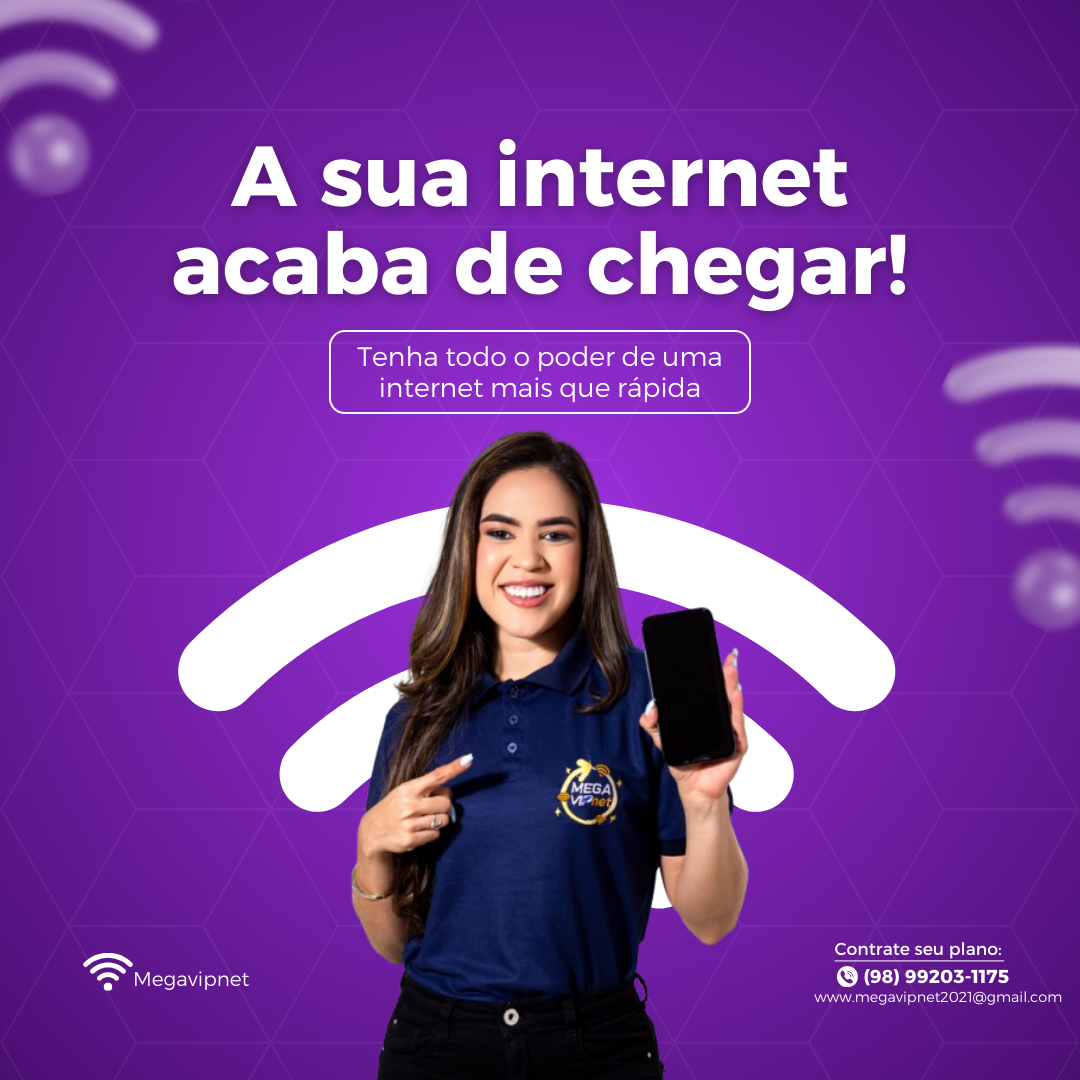 A sua internet
acaba de chegar!
Tenha todo o poder de uma
internet mais que rápida
MEGA
VIPnet
Megavipnet
Contrate seu plano:
(98) 99203-1175
www.megavipnet2021@gmail.com